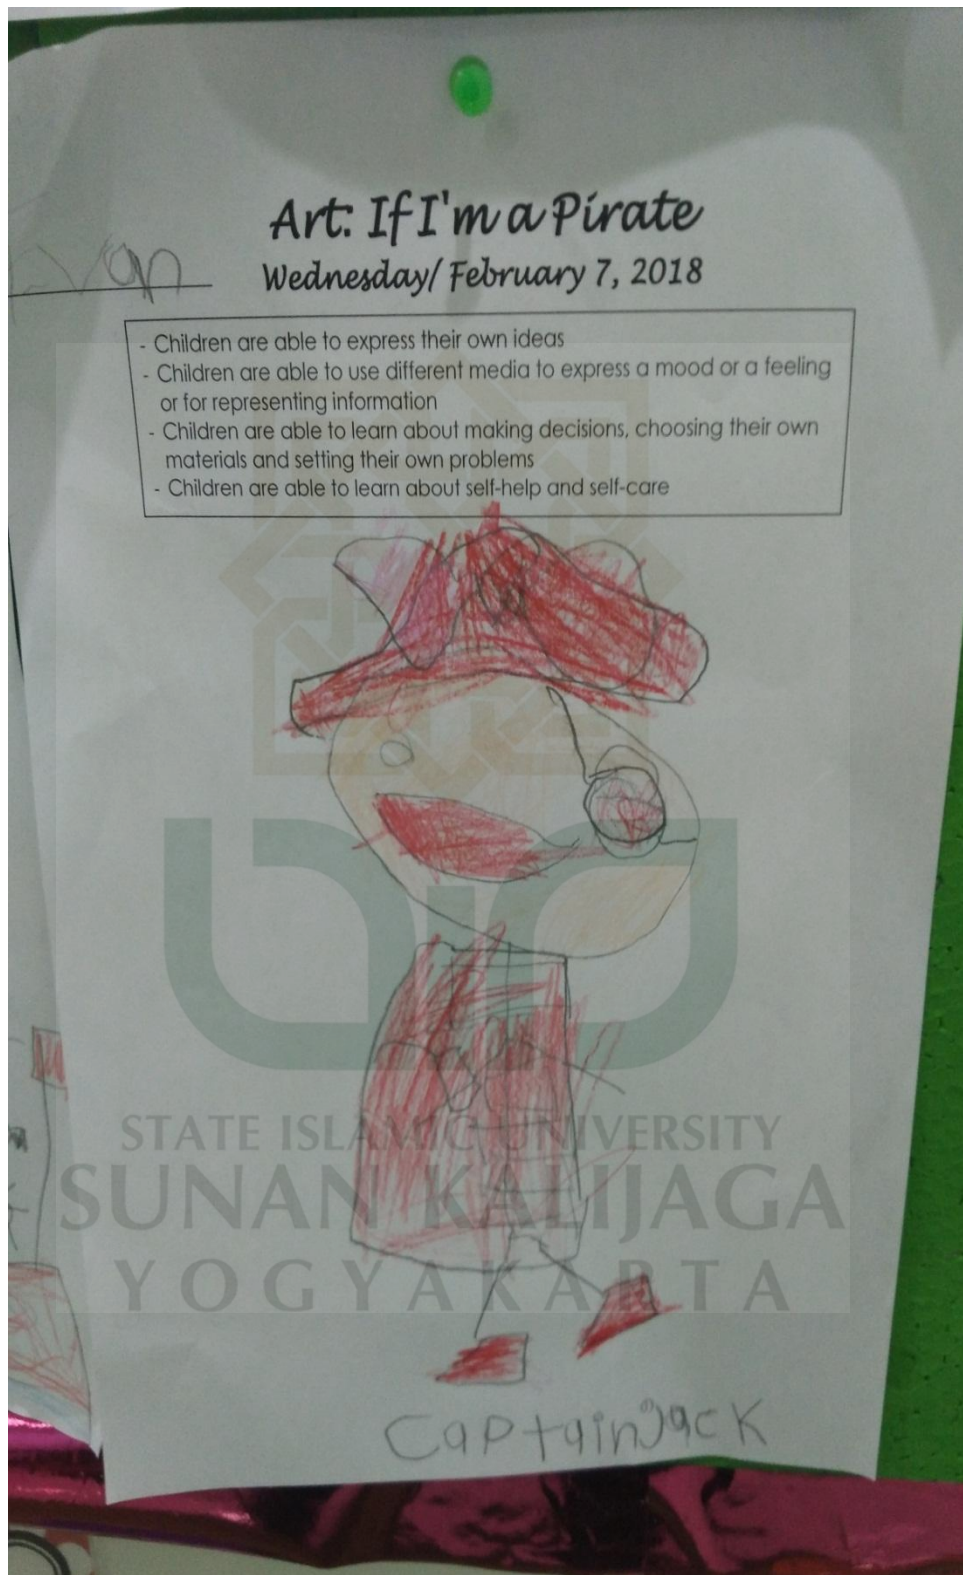 Art: If I'm a Pirate
Wednesday/ February 7, 2018
- Children are able to express their own ideas
- Children are able to use different media to express a mood or a feeling
or for representing information
- Children are able to learn about making decisions, choosing their own
materials and setting their own problems
- Children are able to learn about self-help and self-care
STATE ISLAMIC UNIVERSITY
SUNAN KALIJAGA
YOGYAKARTA
Captain Jack